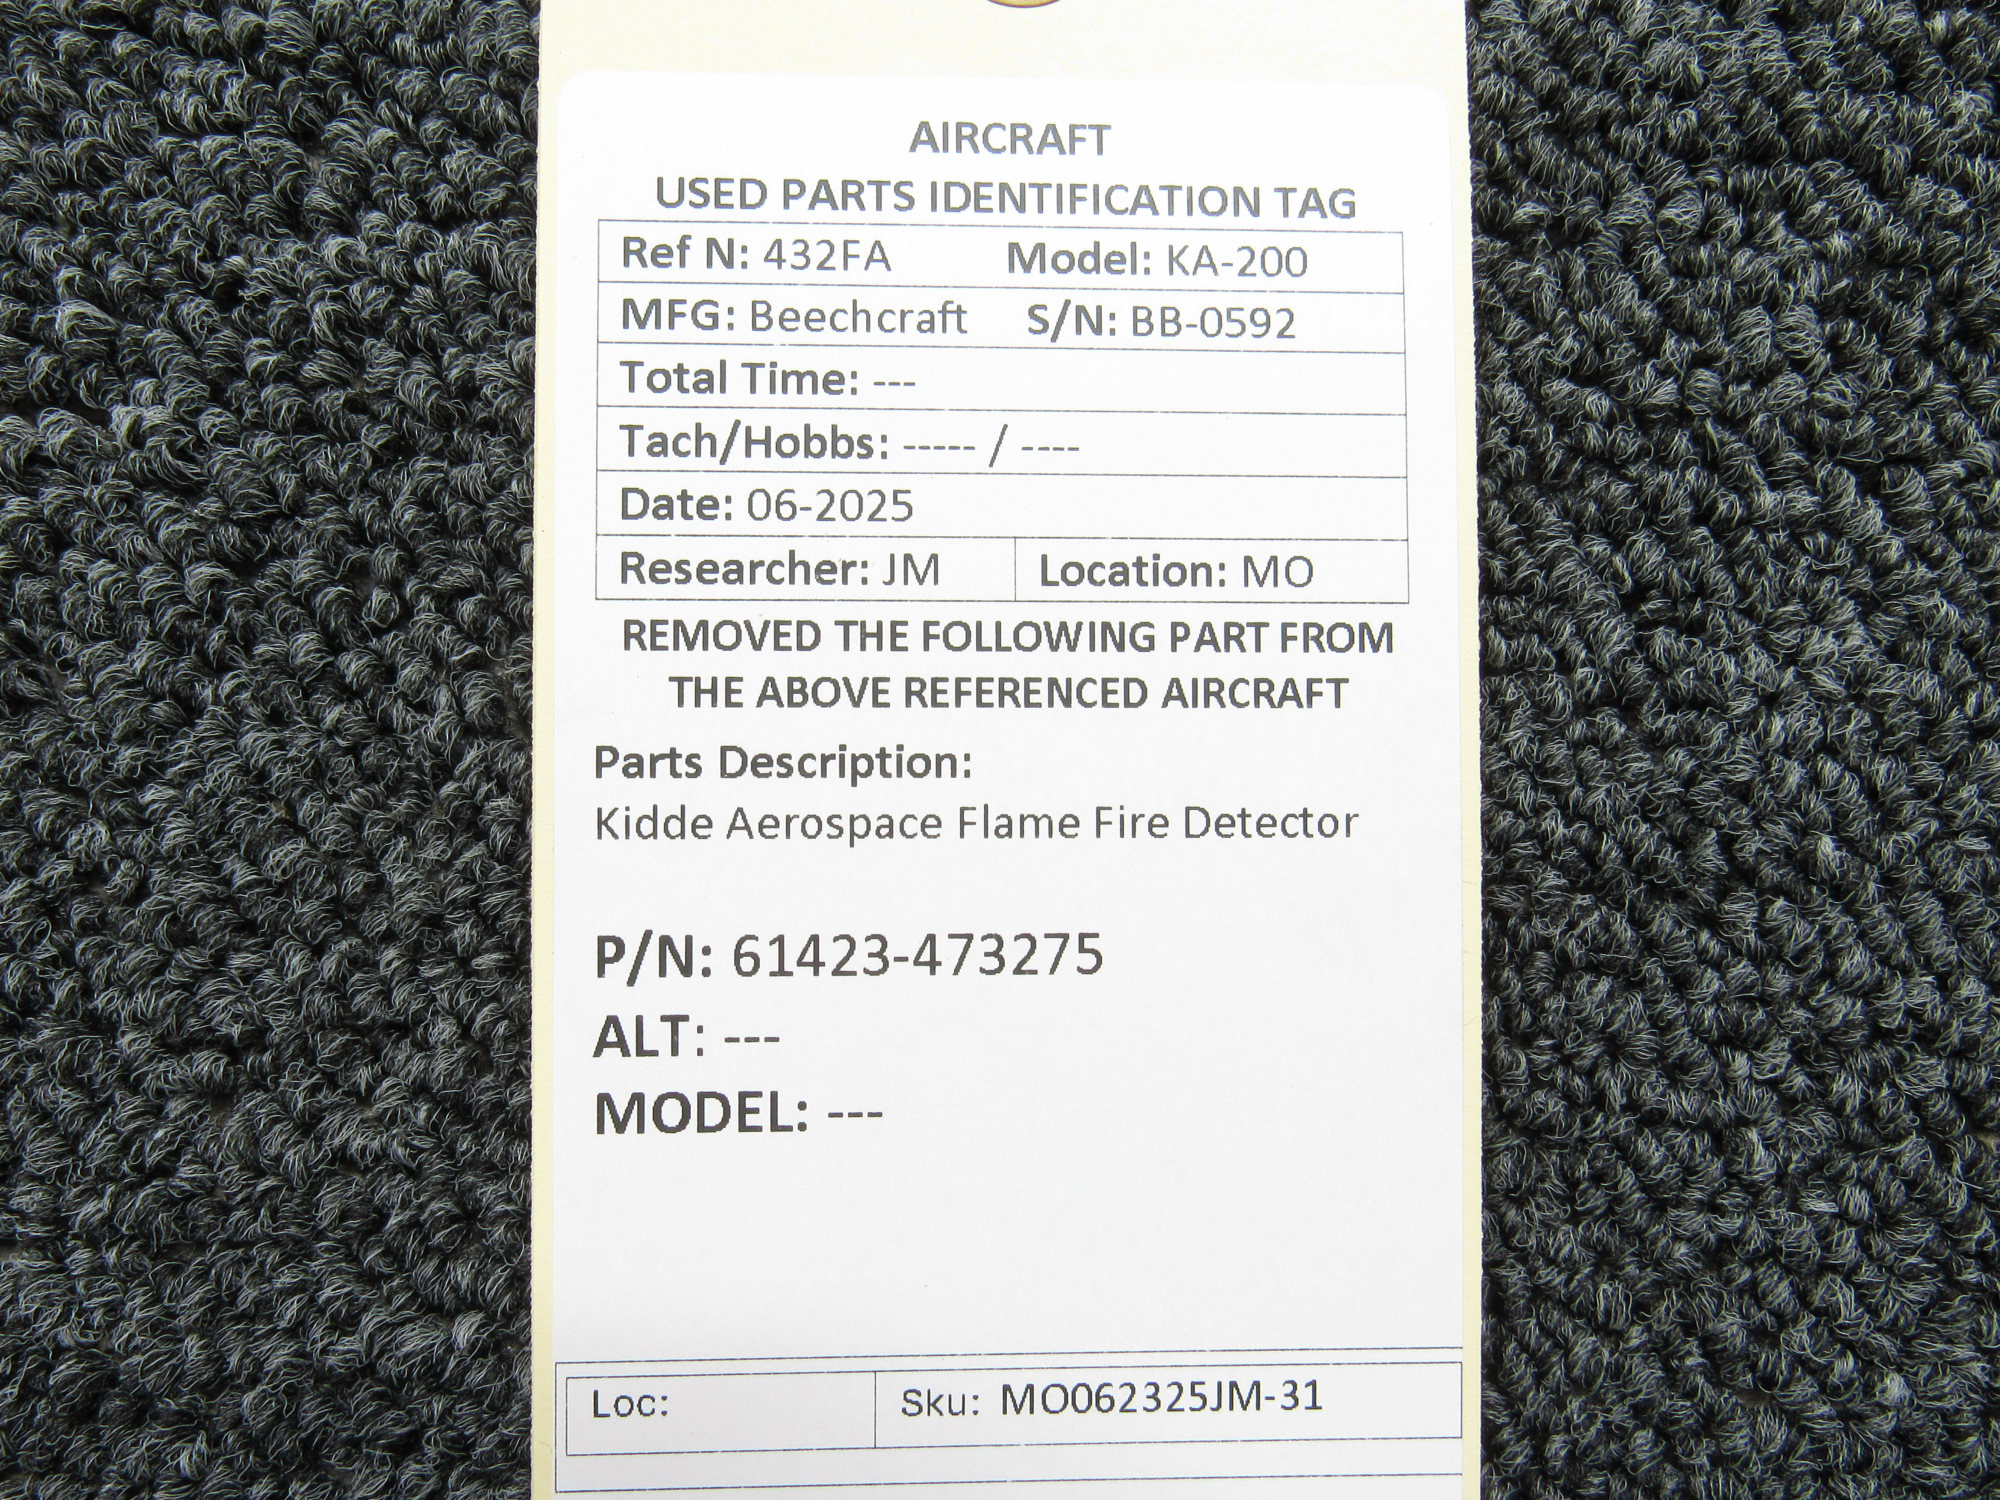 AIRCRAFT
USED PARTS IDENTIFICATION TAG
Ref N: 432FA Model: KA-200
MFG: Beechcraft S/N: BB-0592
Total Time: ---
Tach/Hobbs: ----- / ----
Date: 06-2025
Researcher: JM Location: MO
REMOVED THE FOLLOWING PART FROM
THE ABOVE REFERENCED AIRCRAFT
Parts Description:
Kidde Aerospace Flame Fire Detector
P/N: 61423-473275
ALT: ---
MODEL: ---
Loc: Sku: MO062325JM-31